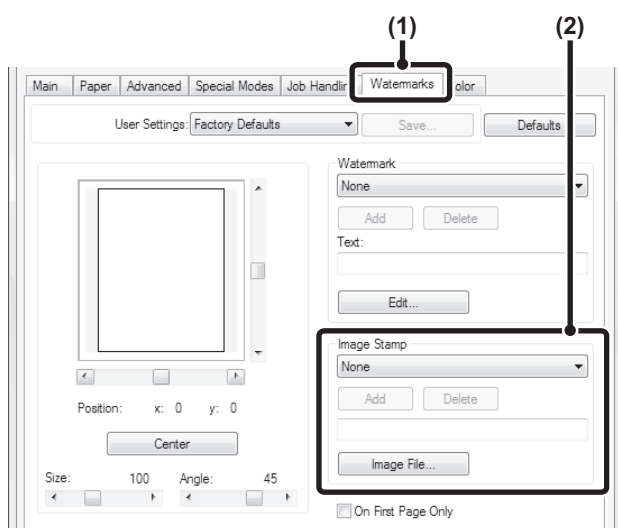 (1) (2)
Main Paper Advanced Special Modes Job Handlin Watermarks olor
User Settings: Factory Defaults Save... Defaults
Watermark
None
Add Delete
Text:
Edit...
Image Stamp
None
Add Delete
Position: x: 0 y: 0
Center
Image File...
Size: 100 Angle: 45
On First Page Only